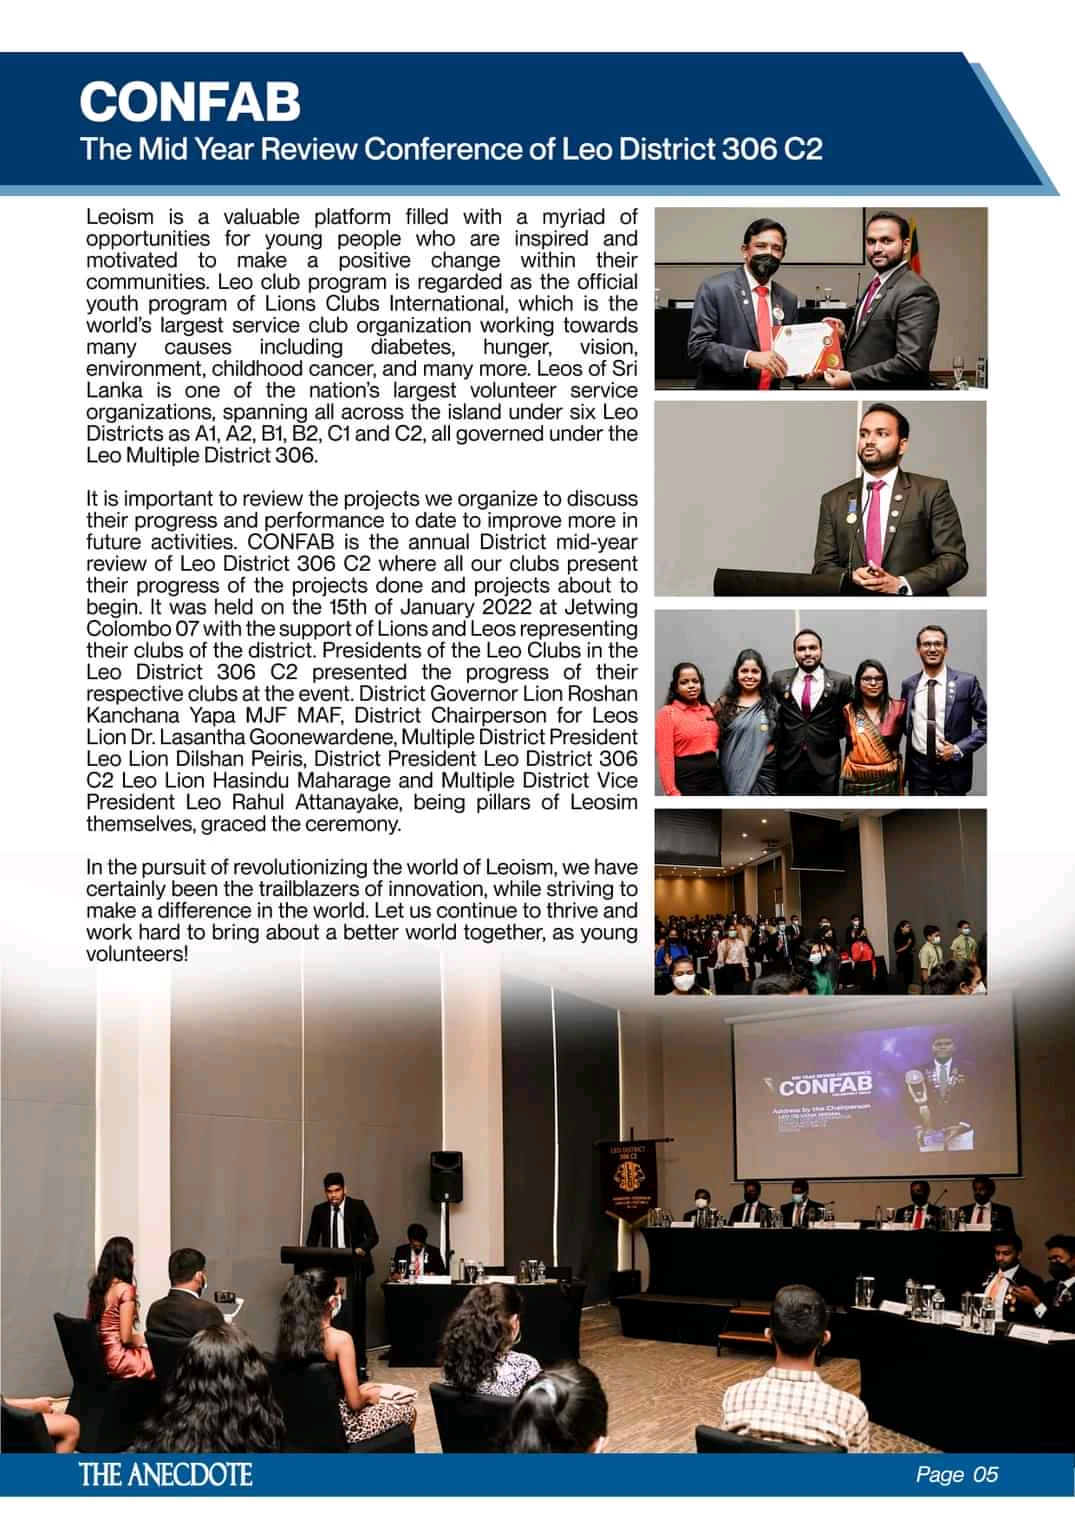 CONFAB
The Mid Year Review Conference of Leo District 306 C2
Leoism is a valuable platform filled with a myriad of
opportunities for young people who are inspired and
motivated to make a positive change within their
communities. Leo club program is regarded as the official
youth program of Lions Clubs International, which is the
world's largest service club organization working towards
many causes including diabetes, hunger, vision,
environment, childhood cancer, and many more. Leos of Sri
Lanka is one of the nation's largest volunteer service
organizations, spanning all across the island under six Leo
Districts as A1, A2, B1, B2, C1 and C2, all governed under the
Leo Multiple District 306.
It is important to review the projects we organize to discuss
their progress and performance to date to improve more in
future activities. CONFAB is the annual District mid-year
review of Leo District 306 C2 where all our clubs present
their progress of the projects done and projects about to
begin. It was held on the 15th of January 2022 at Jetwing
Colombo 07 with the support of Lions and Leos representing
their clubs of the district. Presidents of the Leo Clubs in the
Leo District 306 C2 presented the progress of their
respective clubs at the event. District Governor Lion Roshan
Kanchana Yapa MJF MAF, District Chairperson for Leos
Lion Dr. Lasantha Goonewardene, Multiple District President
Leo Lion Dilshan Peiris, District President Leo District 306
C2 Leo Lion Hasindu Maharage and Multiple District Vice
President Leo Rahul Attanayake, being pillars of Leosim
themselves, graced the ceremony.
In the pursuit of revolutionizing the world of Leoism, we have
certainly been the trailblazers of innovation, while striving to
make a difference in the world. Let us continue to thrive and
work hard to bring about a better world together, as young
volunteers!
MID YEAR REVIEW CONFERENCE
CONFAB
Address by the Chairperson
LEO DISTRICT
306 C2
THE ANECDOTE
Page 05